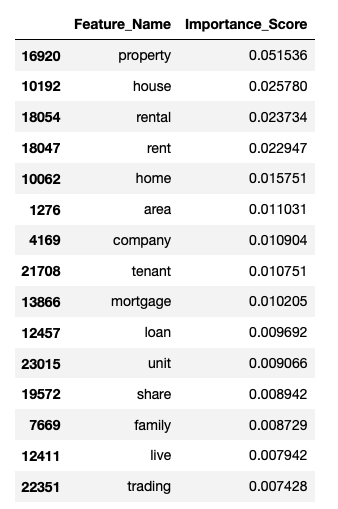 Feature_Name Importance_Score
16920 property 0.051536
10192 house 0.025780
18054 rental 0.023734
18047 rent 0.022947
10062 home 0.015751
1276 area 0.011031
4169 company 0.010904
21708 tenant 0.010751
13866 mortgage 0.010205
12457 loan 0.009692
23015 unit 0.009066
19572 share 0.008942
7669 family 0.008729
12411 live 0.007942
22351 trading 0.007428